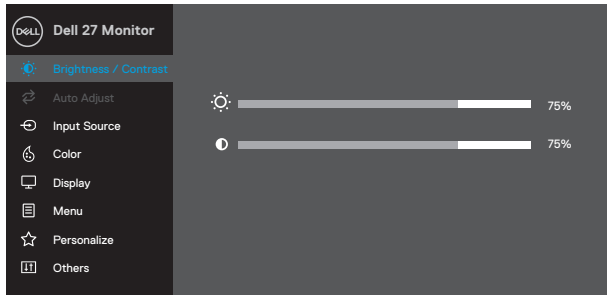 DELL
Dell 27 Monitor
Brightness / Contrast
Auto Adjust
Input Source
Color
Display
Menu
Personalize
Others
75%
75%